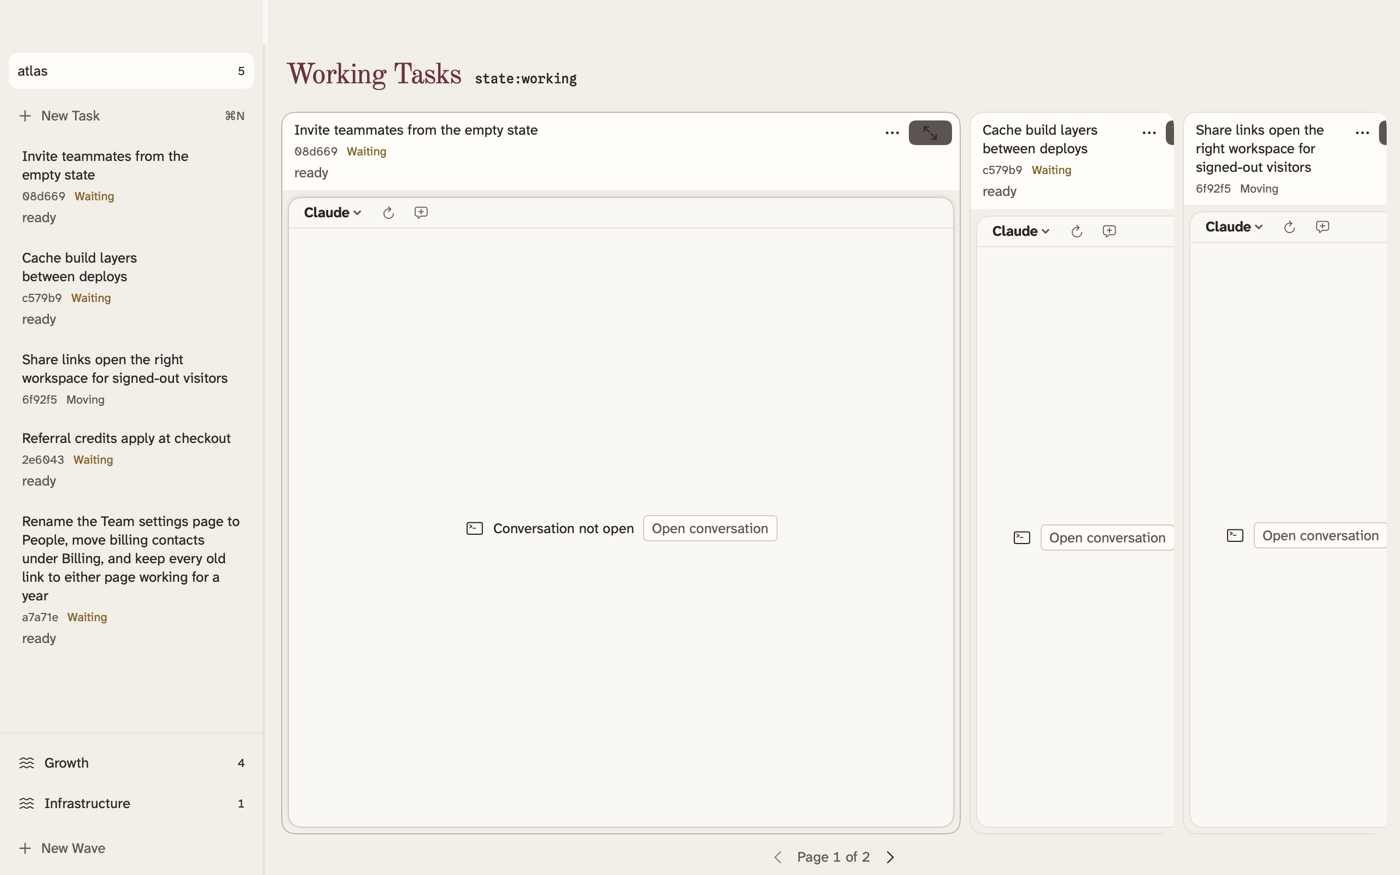 atlas 5
New Task ⌘N
Invite teammates from the
empty state
08d669 Waiting
ready
Cache build layers
between deploys
c579b9 Waiting
ready
Share links open the right
workspace for signed-out visitors
6f92f5 Moving
Referral credits apply at checkout
2e6043 Waiting
ready
Rename the Team settings page to
People, move billing contacts
under Billing, and keep every old
link to either page working for a
year
a7a71e Waiting
ready
Growth 4
Infrastructure 1
New Wave
Working Tasks state:working
Invite teammates from the empty state
08d669 Waiting
ready
Claude
Conversation not open Open conversation
Cache build layers
between deploys
c579b9 Waiting
ready
Claude
Open conversation
Share links open the
right workspace for
signed-out visitors
6f92f5 Moving
Claude
Open conversation
Page 1 of 2